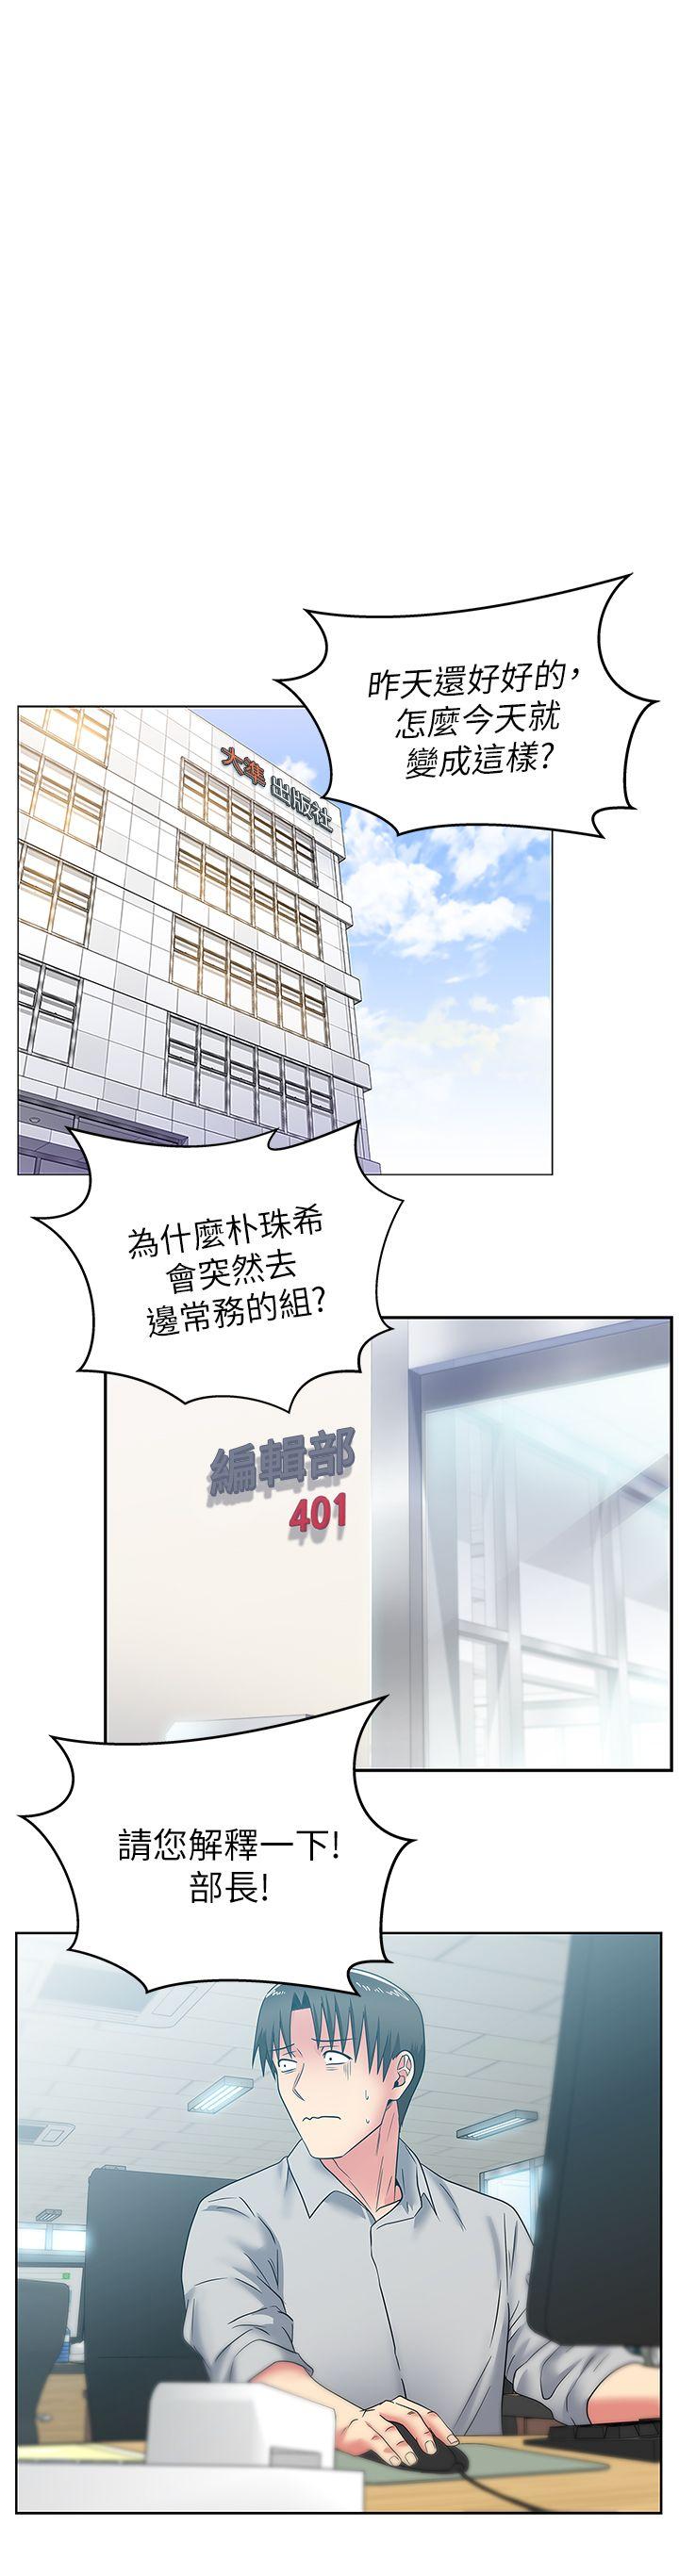 昨天還好好的,
怎麼今天就
變成這樣?
大準 出版社
為什麼朴珠希
會突然去
邊常務的組?
編輯部
401
請您解釋一下!
部長!